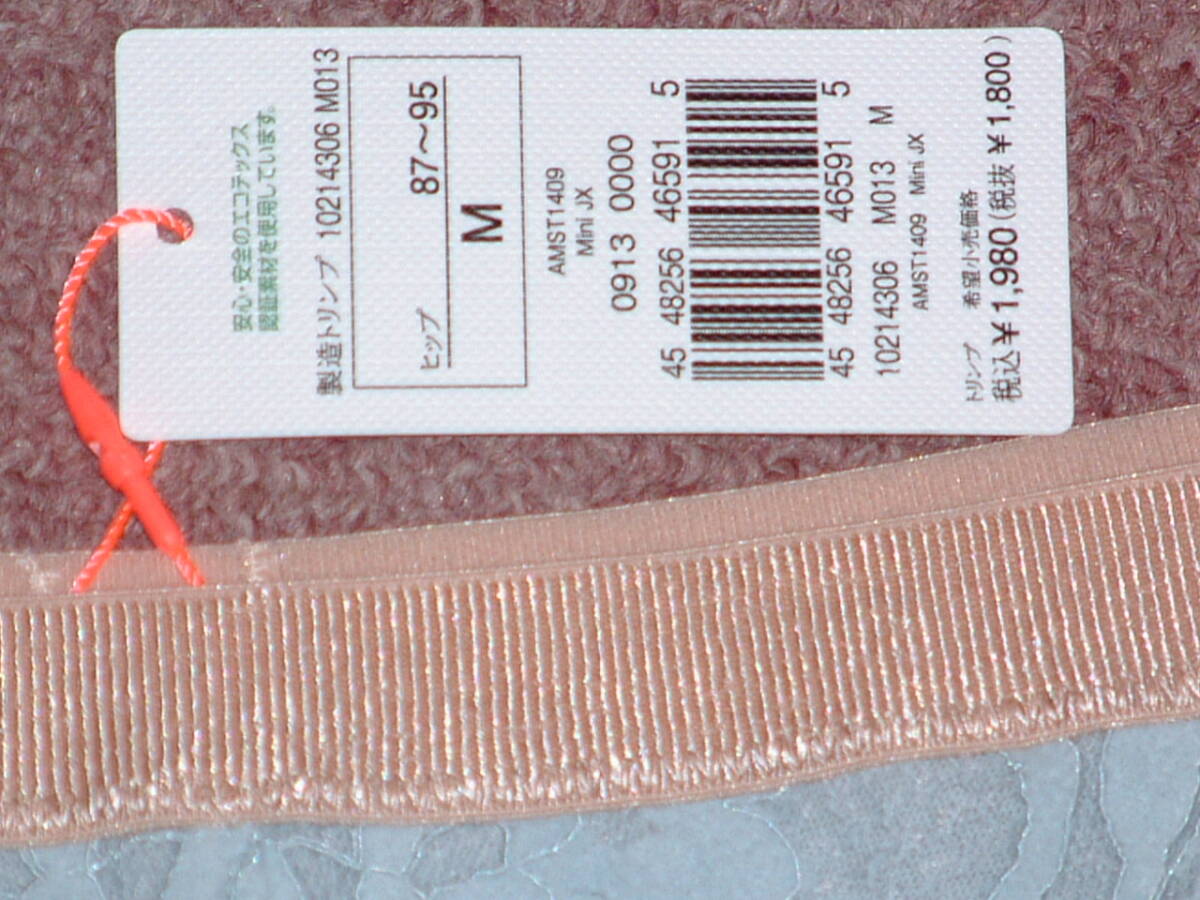 安心・安全のエコテックス
認証素材を使用しています。
製造トリンプ 10214306 M013
ヒップ 87〜95
M
AMST1409
Mini JX
0913 0000
45 48256 46591 5
45 48256 46591 5
10214306 M013 M
AMST1409 Mini JX
トリンプ 希望小売価格
税込¥1,980(税抜¥1,800)